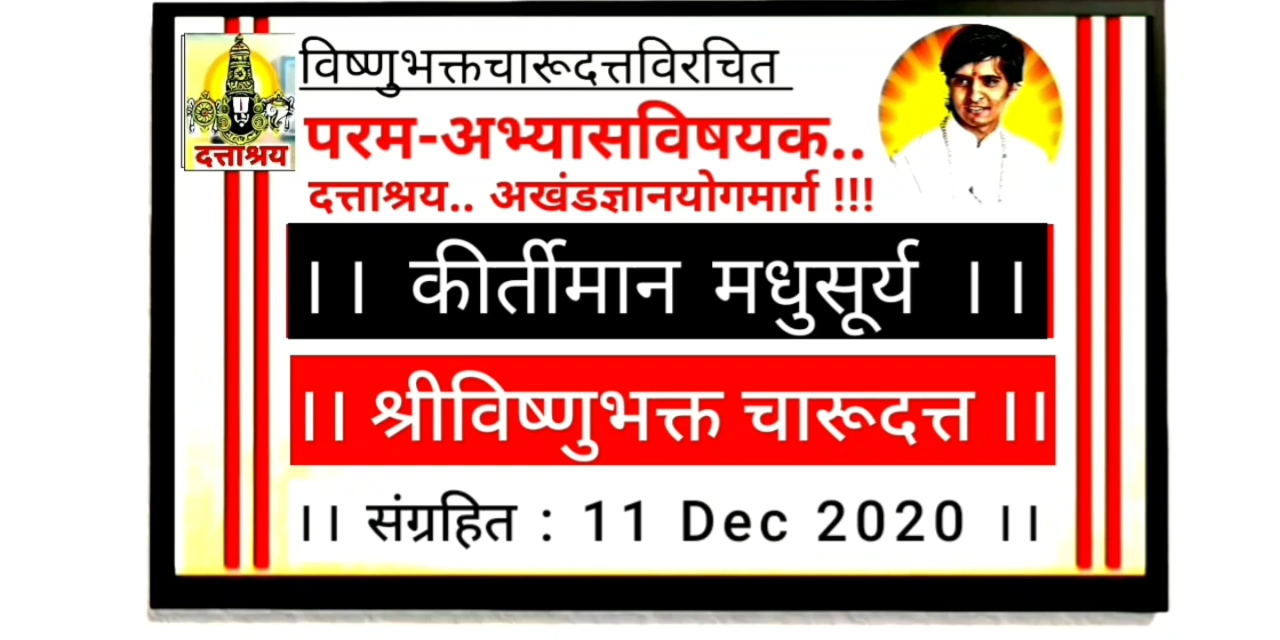 विष्णुभक्तचारूदत्तविरचित
दत्ताश्रय
परम-अभ्यासविषयक..
दत्ताश्रय.. अखंडज्ञानयोगमार्ग !!!
।। कीर्तीमान मधुसूर्य ।।
।। श्रीविष्णुभक्त चारूदत्त ।।
।। संग्रहित : 11 Dec 2020 ।।